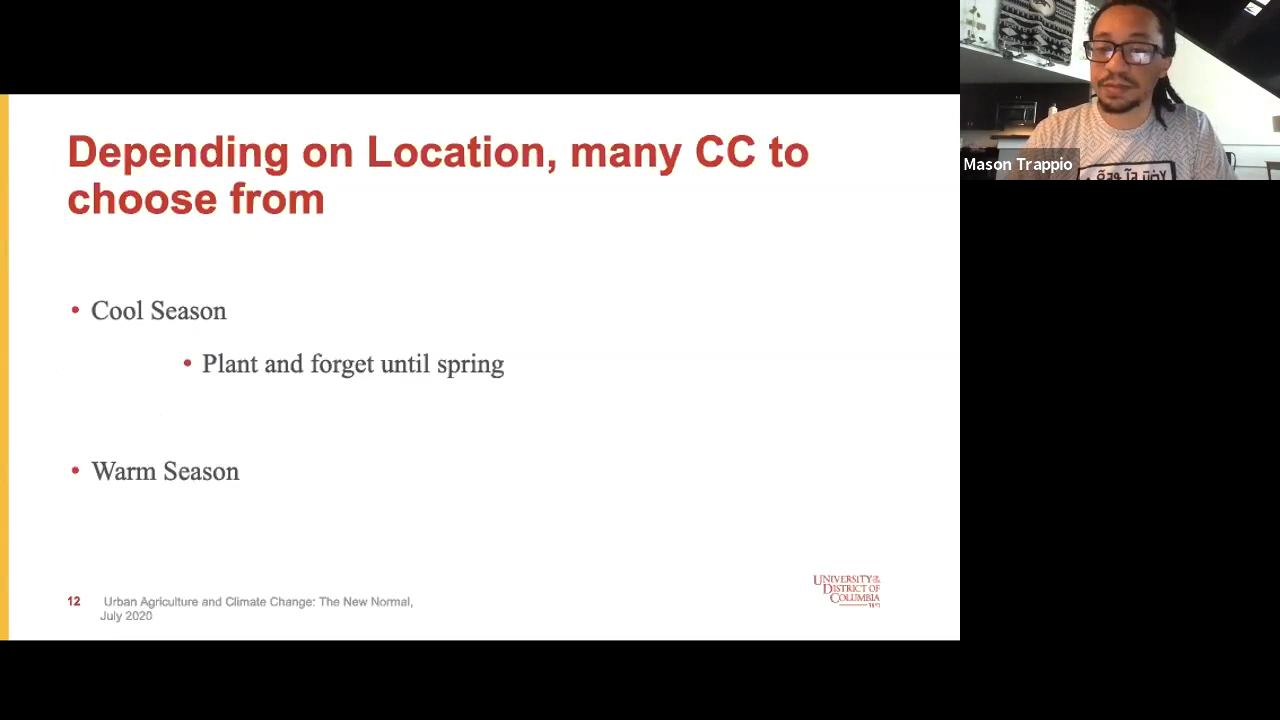 Depending on Location, many CC to
choose from
• Cool Season
• Plant and forget until spring
• Warm Season
12 Urban Agriculture and Climate Change: The New Normal,
July 2020
UNIVERSITY OF THE
DISTRICT OF
COLUMBIA
Mason Trappio